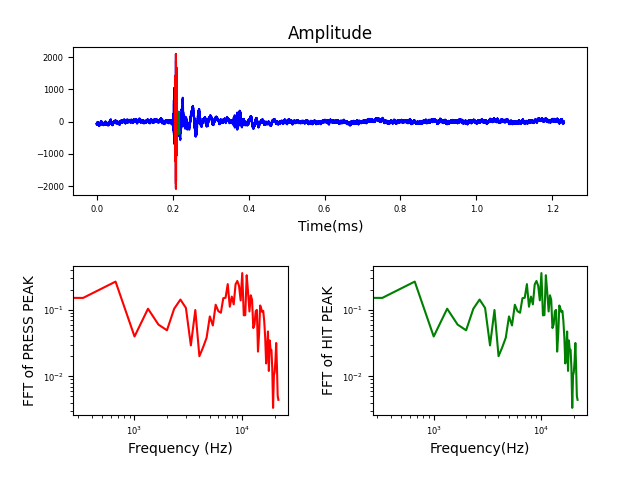 Amplitude
2000
1000
0
−1000
−2000
0.0 0.2 0.4 0.6 0.8 1.0 1.2
Time(ms)
FFT of PRESS PEAK
10⁻¹
10⁻²
10³ 10⁴
Frequency (Hz)
FFT of HIT PEAK
10⁻¹
10⁻²
10³ 10⁴
Frequency(Hz)